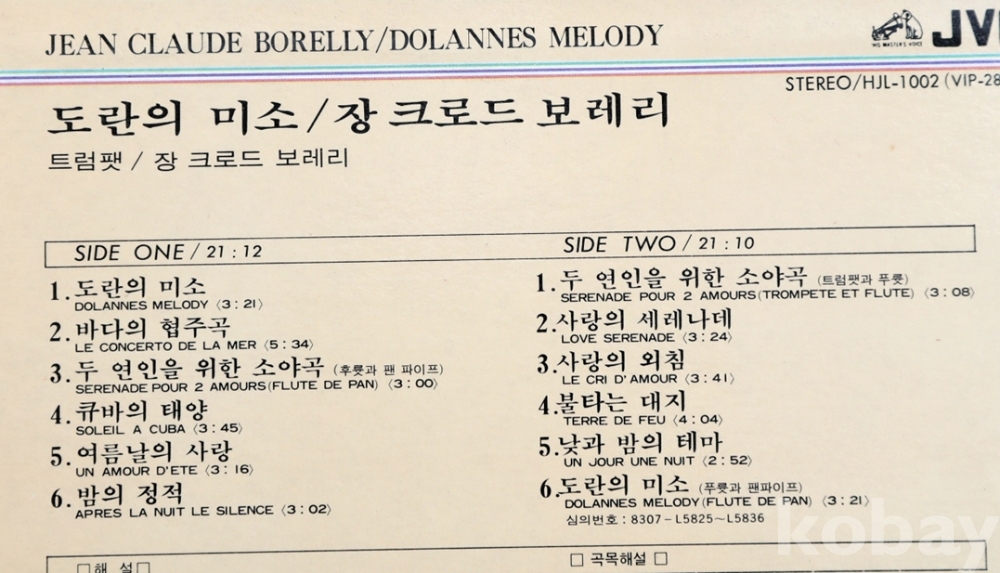 JEAN CLAUDE BORELLY/DOLANNES MELODY
HIS MASTER'S VOICE
STEREO/HJL-1002
도란의 미소/장 크로드 보레리
트럼팻 / 장 크로드 보레리
SIDE ONE / 21 : 12
1. 도란의 미소
DOLANNES MELODY 〈3 : 21〉
2. 바다의 협주곡
LE CONCERTO DE LA MER 〈5 : 34〉
3. 두 연인을 위한 소야곡 (후룻과 팬 파이프)
SERENADE POUR 2 AMOURS(FLUTE DE PAN) 〈3 : 00〉
4. 큐바의 태양
SOLEIL A CUBA 〈3 : 45〉
5. 여름날의 사랑
UN AMOUR D'ETE 〈3 : 16〉
6. 밤의 정적
APRES LA NUIT LE SILENCE 〈3 : 02〉
SIDE TWO / 21 : 10
1. 두 연인을 위한 소야곡 (트럼팻과 푸룻)
SERENADE POUR 2 AMOURS(TROMPETE ET FLUTE) 〈3 : 08〉
2. 사랑의 세레나데
LOVE SERENADE 〈3 : 24〉
3. 사랑의 외침
LE CRI D'AMOUR 〈3 : 41〉
4. 불타는 대지
TERRE DE FEU 〈4 : 04〉
5. 낮과 밤의 테마
UN JOUR UNE NUIT 〈2 : 52〉
6. 도란의 미소 (푸룻과 팬파이프)
DOLANNES MELODY(FLUTE DE PAN) 〈3 : 21〉
심의번호 : 8307－L5825～L5836
□해 설□
□ 곡목해설 □
kobay